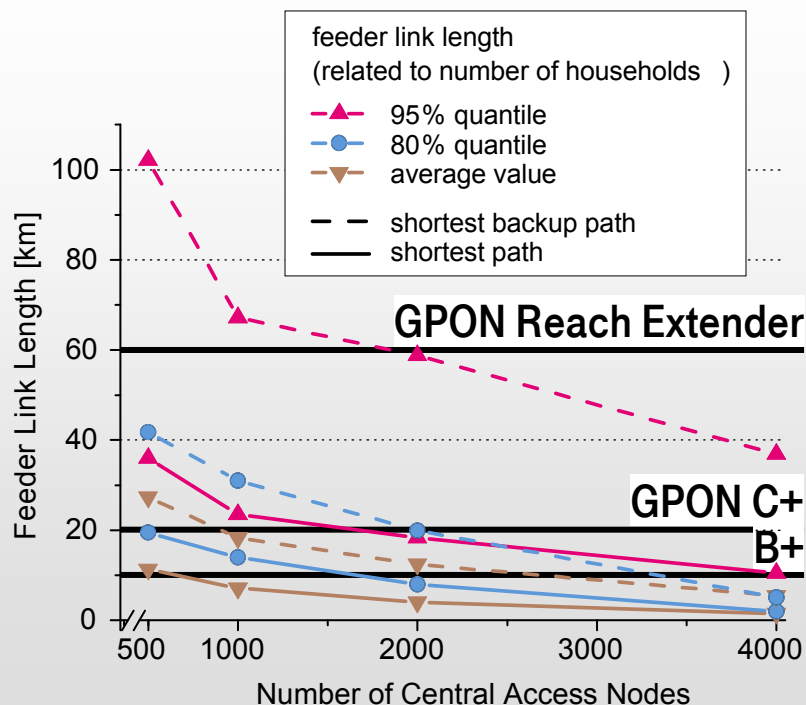 feeder link length
(related to number of households )
95% quantile
80% quantile
average value
shortest backup path
shortest path
Feeder Link Length [km]
100
80
60
40
20
0
GPON Reach Extender
GPON C+
B+
500 1000 2000 3000 4000
Number of Central Access Nodes